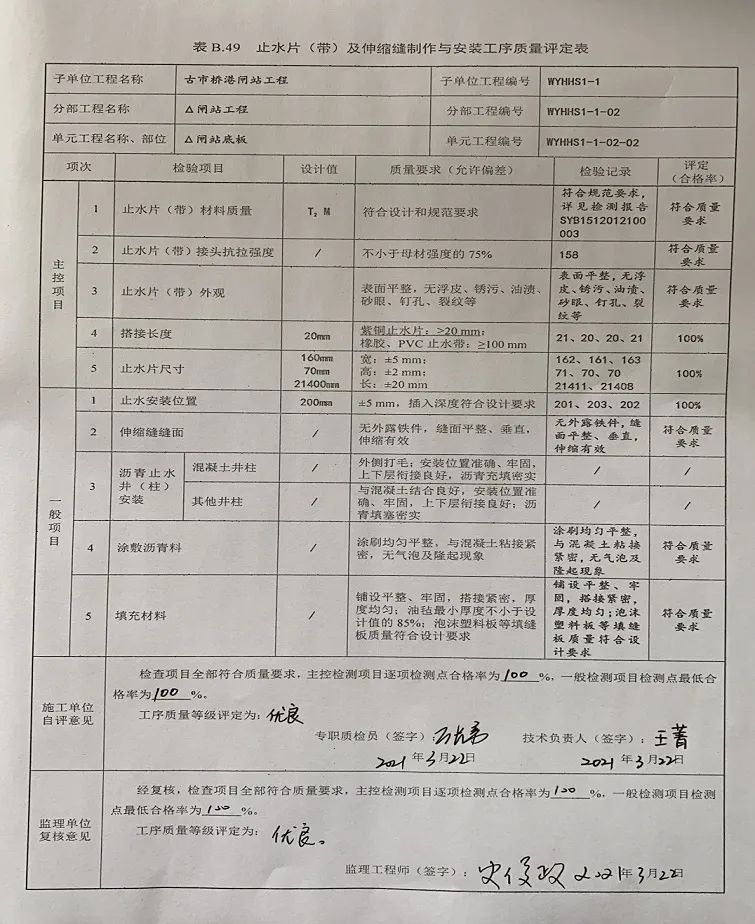 表 B.49 止水片（带）及伸缩缝制作与安装工序质量评定表
子单位工程名称 古市桥港闸站工程 子单位工程编号 WYHHS1-1
分部工程名称 △闸站工程 分部工程编号 WYHHS1-1-02
单元工程名称、部位 △闸站底板 单元工程编号 WYHHS1-1-02-02
项次 检验项目 设计值 质量要求（允许偏差） 检验记录 评定（合格率）
主控项目
1 止水片（带）材料质量 T₂ M 符合设计和规范要求 符合规范要求，详见检测报告SYB1512012100003 符合质量要求
2 止水片（带）接头抗拉强度 / 不小于母材强度的 75% 158 符合质量要求
3 止水片（带）外观 表面平整，无浮皮、锈污、油渍、砂眼、钉孔、裂纹等 表面平整，无浮皮、锈污、油渍、砂眼、钉孔、裂纹等 符合质量要求
4 搭接长度 20mm 紫铜止水片：≥20 mm；橡胶、PVC 止水带：≥100 mm 21、20、20、21 100%
5 止水片尺寸 160mm 70mm 21400mm 宽：±5 mm；高：±2 mm；长：±20 mm 162、161、163 71、70、70 21411、21408 100%
一般项目
1 止水安装位置 200mm ±5 mm，插入深度符合设计要求 201、203、202 100%
2 伸缩缝缝面 / 无外露铁件，缝面平整、垂直，伸缩有效 无外露铁件，缝面平整、垂直，伸缩有效 符合质量要求
3 沥青止水井（柱）安装 混凝土井柱 / 外侧打毛；安装位置准确、牢固，上下层衔接良好，沥青填密实 / /
其他井柱 / 与混凝土结合良好，安装位置准确、牢固，上下层衔接良好；沥青填塞密实 / /
4 涂敷沥青料 / 涂刷均匀平整，与混凝土粘接紧密，无气泡及隆起现象 涂刷均匀平整，与混凝土粘接紧密，无气泡及隆起现象 符合质量要求
5 填充材料 / 铺设平整、牢固，搭接紧密，厚度均匀；油毡最小厚度不小于设计值的 85%；泡沫塑料板等填缝板质量符合设计要求 铺设平整、牢固，搭接紧密，厚度均匀；泡沫塑料板等填缝板质量符合设计要求 符合质量要求
施工单位自评意见
检查项目全部符合质量要求，主控检测项目逐项检测点合格率为 100 %，一般检测项目检测点最低合
格率为 100 %。
工序质量等级评定为：优良
专职质检员（签字）： 技术负责人（签字）：王菁
2021 年 3 月 22 日 2021 年 3 月 22 日
监理单位复核意见
经复核，检查项目全部符合质量要求，主控检测项目逐项检测点合格率为 100 %，一般检测项目检测
点最低合格率为 100 %。
工序质量等级评定为：优良。
监理工程师（签字）：史俊政 2021 年 3 月 22 日